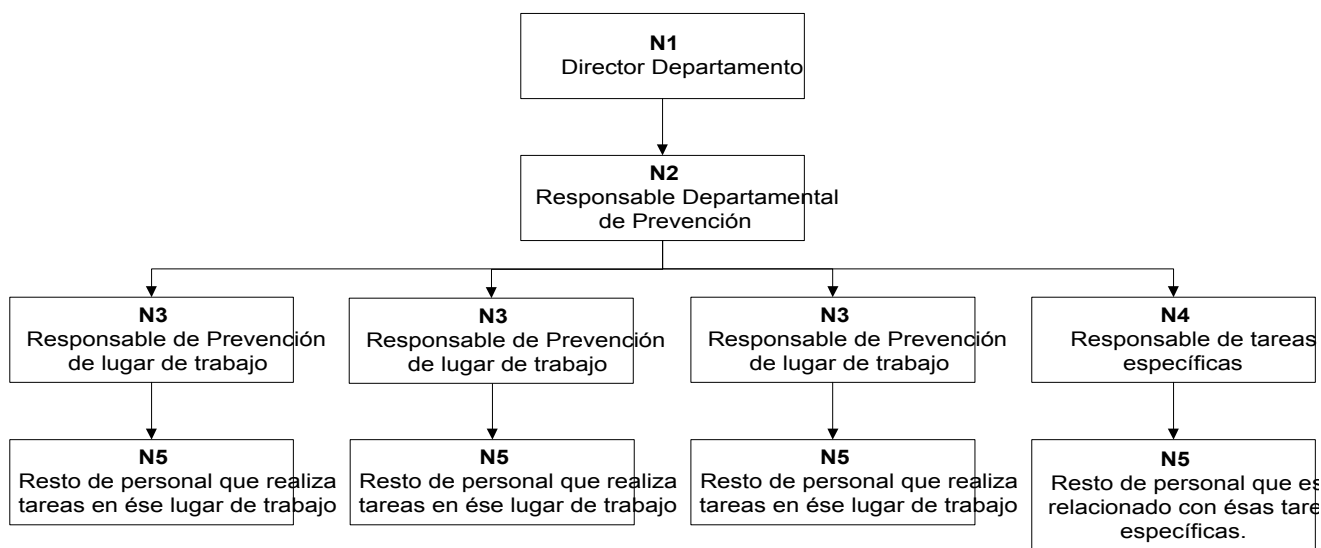 N1
Director Departamento
N2
Responsable Departamental
de Prevención
N3
Responsable de Prevención
de lugar de trabajo
N3
Responsable de Prevención
de lugar de trabajo
N3
Responsable de Prevención
de lugar de trabajo
N4
Responsable de tareas
específicas
N5
Resto de personal que realiza
tareas en ése lugar de trabajo
N5
Resto de personal que realiza
tareas en ése lugar de trabajo
N5
Resto de personal que realiza
tareas en ése lugar de trabajo
N5
Resto de personal que es
relacionado con ésas tare
específicas.